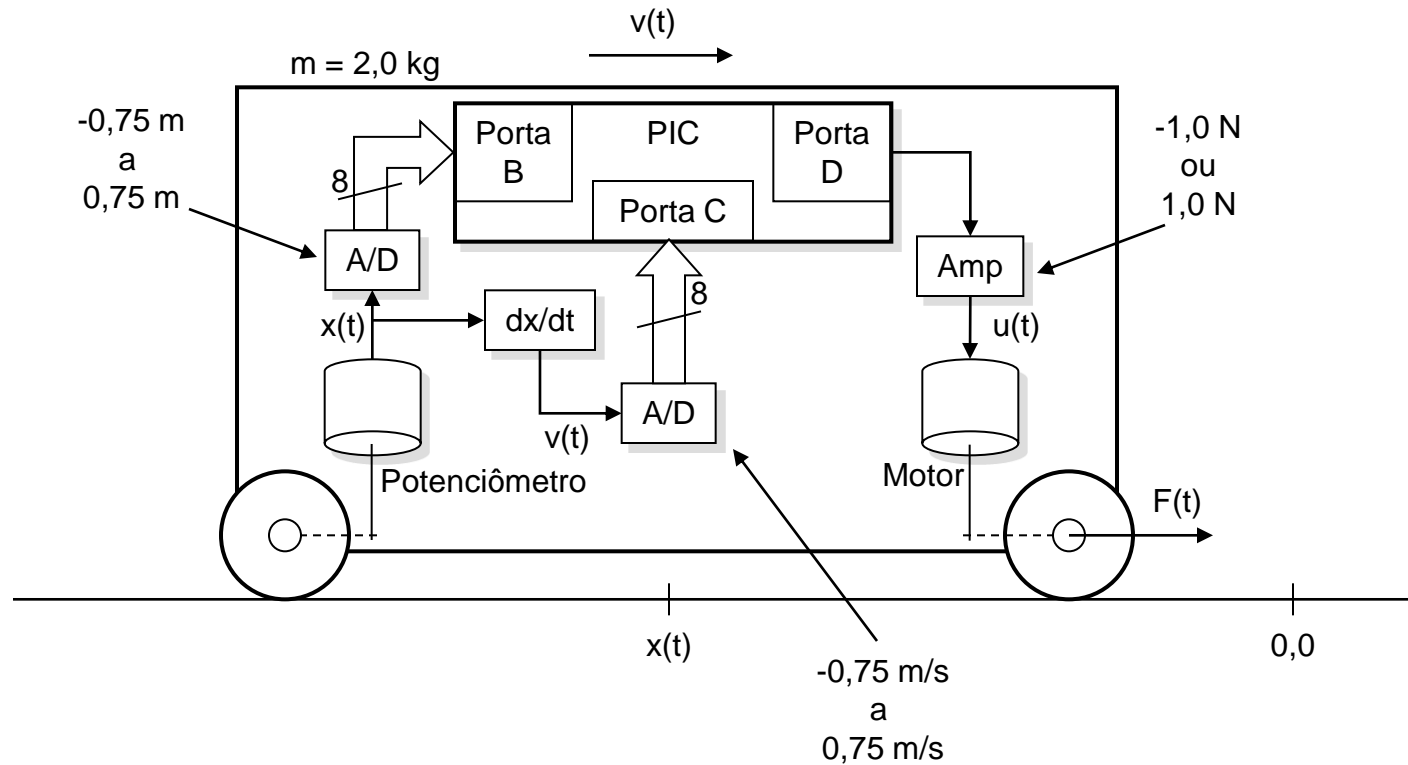 v(t)
m = 2,0 kg
-0,75 m
a
0,75 m
Porta
B
PIC
Porta
D
Porta C
-1,0 N
ou
1,0 N
8
A/D
Amp
8
x(t)
dx/dt
u(t)
A/D
v(t)
Potenciômetro
Motor
F(t)
x(t)
0,0
-0,75 m/s
a
0,75 m/s